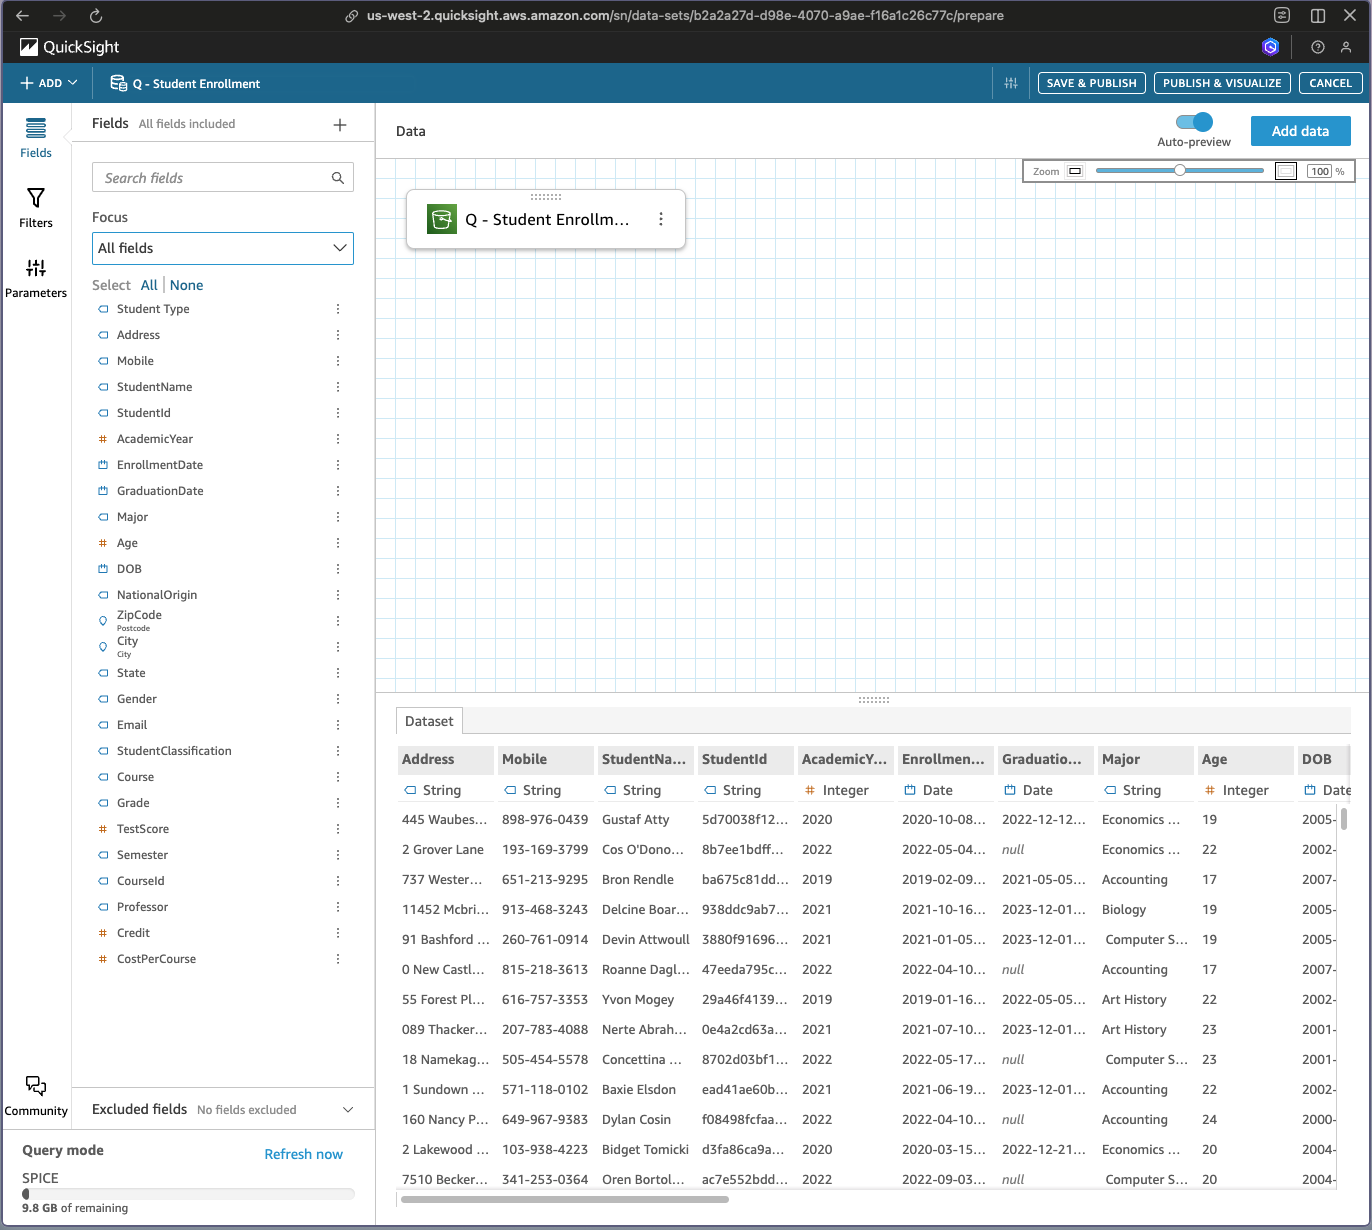 us-west-2.quicksight.aws.amazon.com/sn/data-sets/b2a2a27d-d98e-4070-a9ae-f16a1c26c77c/prepare
QuickSight
ADD
Q - Student Enrollment
SAVE & PUBLISH
PUBLISH & VISUALIZE
CANCEL
Fields
Filters
Parameters
Community
Fields All fields included
Search fields
Focus
All fields
Select All None
Student Type
Address
Mobile
StudentName
StudentId
AcademicYear
EnrollmentDate
GraduationDate
Major
Age
DOB
NationalOrigin
ZipCode
Postcode
City
City
State
Gender
Email
StudentClassification
Course
Grade
TestScore
Semester
CourseId
Professor
Credit
CostPerCourse
Excluded fields No fields excluded
Query mode
Refresh now
SPICE
9.8 GB of remaining
Data
Auto-preview
Add data
Zoom 100 %
Q - Student Enrollm...
Dataset
Address Mobile StudentNa... StudentId AcademicY... Enrollmen... Graduatio... Major Age DOB
String String String String # Integer Date Date String # Integer Date
445 Waubes... 898-976-0439 Gustaf Atty 5d70038f12... 2020 2020-10-08... 2022-12-12... Economics ... 19 2005-
2 Grover Lane 193-169-3799 Cos O'Dono... 8b7ee1bdff... 2022 2022-05-04... null Economics ... 22 2002-
737 Wester... 651-213-9295 Bron Rendle ba675c81dd... 2019 2019-02-09... 2021-05-05... Accounting 17 2007-
11452 Mcbri... 913-468-3243 Delcine Boar... 938ddc9ab7... 2021 2021-10-16... 2023-12-01... Biology 19 2005-
91 Bashford ... 260-761-0914 Devin Attwoull 3880f91696... 2021 2021-01-05... 2023-12-01... Computer S... 19 2005-
0 New Castl... 815-218-3613 Roanne Dagl... 47eeda795c... 2022 2022-04-10... null Accounting 17 2007-
55 Forest Pl... 616-757-3353 Yvon Mogey 29a46f4139... 2019 2019-01-16... 2022-05-05... Art History 22 2002-
089 Thacker... 207-783-4088 Nerte Abrah... 0e4a2cd63a... 2021 2021-07-10... 2023-12-01... Art History 23 2001-
18 Namekag... 505-454-5578 Concettina ... 8702d03bf1... 2022 2022-05-17... null Computer S... 23 2001-
1 Sundown ... 571-118-0102 Baxie Elsdon ead41ae60b... 2021 2021-06-19... 2023-12-01... Accounting 22 2002-
160 Nancy P... 649-967-9383 Dylan Cosin f08498fcfaa... 2022 2022-04-10... null Accounting 24 2000-
2 Lakewood ... 103-938-4223 Bidget Tomicki d3fa86ca9a... 2020 2020-03-15... 2022-12-21... Economics ... 20 2004-
7510 Becker... 341-253-0364 Oren Bortol... ac7e552bdd... 2022 2022-09-03... null Computer S... 20 2004-